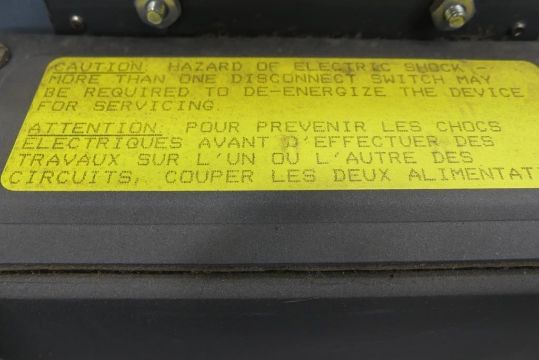 CAUTION: HAZARD OF ELECTRIC SHOCK -
MORE THAN ONE DISCONNECT SWITCH MAY
BE REQUIRED TO DE-ENERGIZE THE DEVICE
FOR SERVICING.
ATTENTION: POUR PREVENIR LES CHOCS
ELECTRIQUES AVANT D'EFFECTUER DES
TRAVAUX SUR L'UN OU L'AUTRE DES
CIRCUITS, COUPER LES DEUX ALIMENTAT